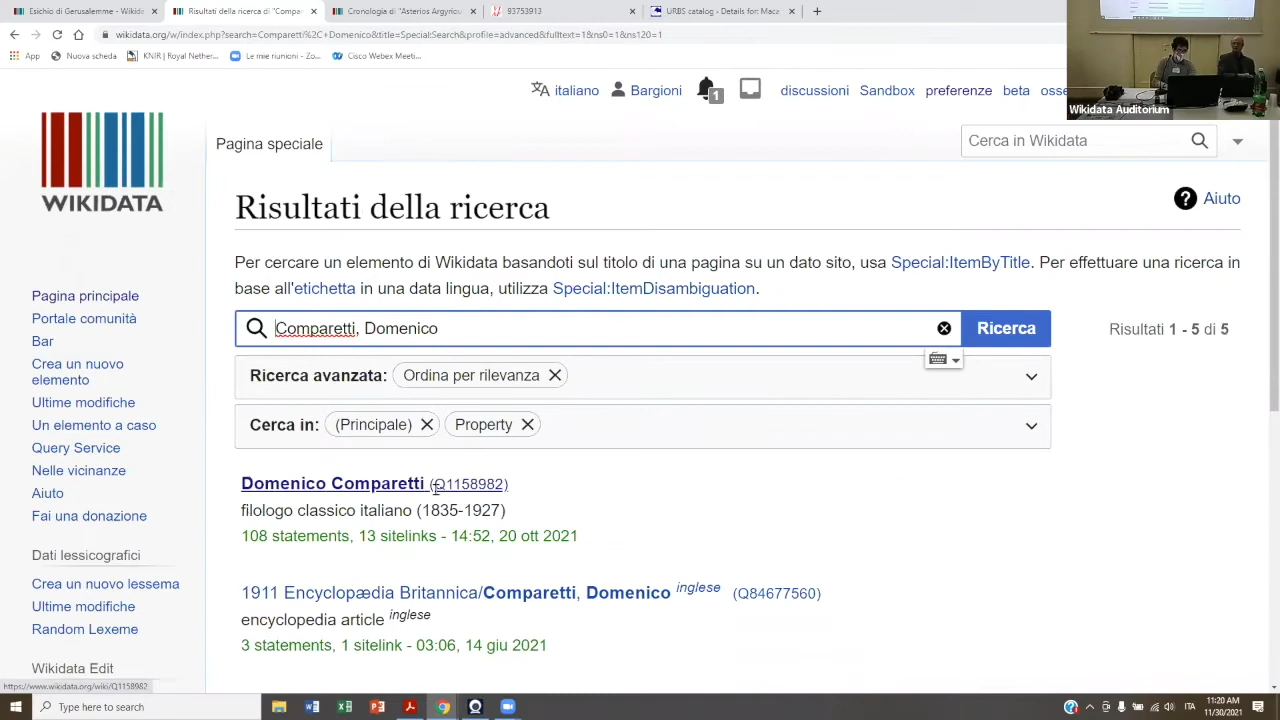 Esichio di Gerusalemme - Wikidata
Risultati della ricerca di "Compar
Cronologia di "Asterios Argyriou
93753913
URBS catalog - Details for: Maca
wikidata.org/w/index.php?search=Comparetti%2C+Domenico&title=Special:Search&profile=advanced&fulltext=1&ns0=1&ns120=1
App
Nuova scheda
KNIR | Royal Nether...
Le mie riunioni - Zo...
Cisco Webex Meeti...
italiano
Bargioni
1
discussioni
Sandbox
preferenze
beta
osse
Wikidata Auditorium
Pagina speciale
Cerca in Wikidata
WIKIDATA
Risultati della ricerca
? Aiuto
Per cercare un elemento di Wikidata basandoti sul titolo di una pagina su un dato sito, usa Special:ItemByTitle. Per effettuare una ricerca in
base all'etichetta in una data lingua, utilizza Special:ItemDisambiguation.
Comparetti, Domenico
Ricerca
Risultati 1 - 5 di 5
Ricerca avanzata:
Ordina per rilevanza
Cerca in:
(Principale)
Property
Domenico Comparetti (Q1158982)
filologo classico italiano (1835-1927)
108 statements, 13 sitelinks - 14:52, 20 ott 2021
1911 Encyclopædia Britannica/Comparetti, Domenico inglese (Q84677560)
encyclopedia article inglese
3 statements, 1 sitelink - 03:06, 14 giu 2021
Pagina principale
Portale comunità
Bar
Crea un nuovo
elemento
Ultime modifiche
Un elemento a caso
Query Service
Nelle vicinanze
Aiuto
Fai una donazione
Dati lessicografici
Crea un nuovo lessema
Ultime modifiche
Random Lexeme
Wikidata Edit
https://www.wikidata.org/wiki/Q1158982
Type here to search
ITA
11:20 AM
11/30/2021